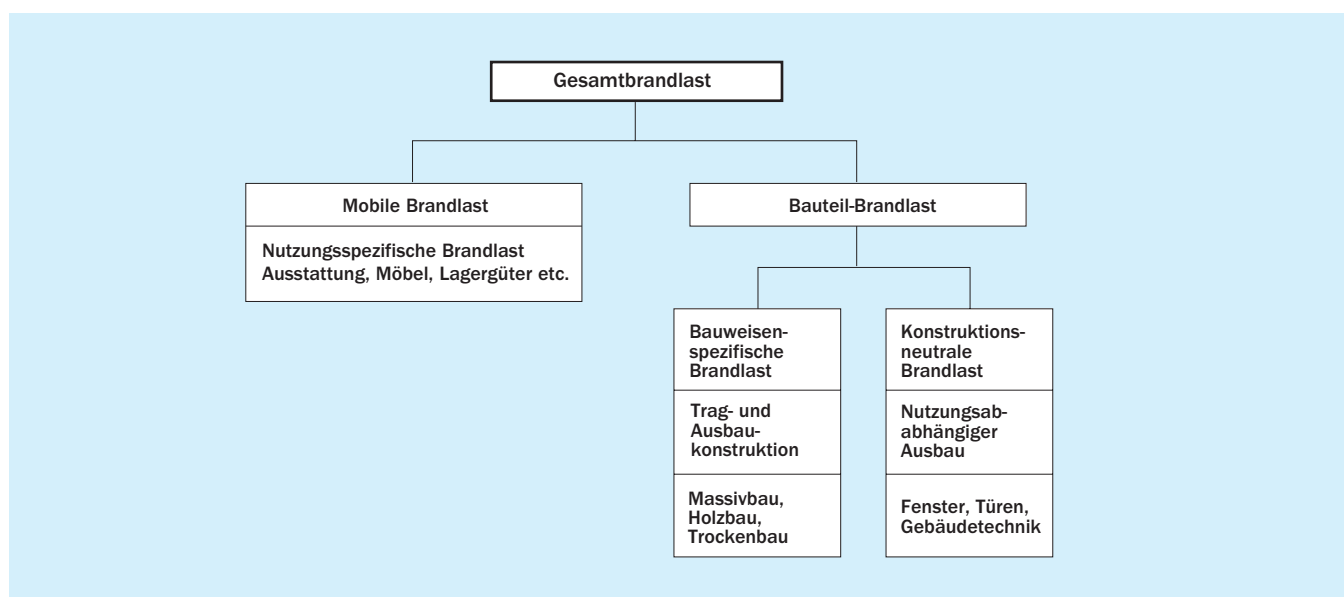 Gesamtbrandlast
Mobile Brandlast
Nutzungsspezifische Brandlast
Ausstattung, Möbel, Lagergüter etc.
Bauteil-Brandlast
Bauweisen-
spezifische
Brandlast
Trag- und
Ausbau-
konstruktion
Massivbau,
Holzbau,
Trockenbau
Konstruktions-
neutrale
Brandlast
Nutzungsab-
abhängiger
Ausbau
Fenster, Türen,
Gebäudetechnik